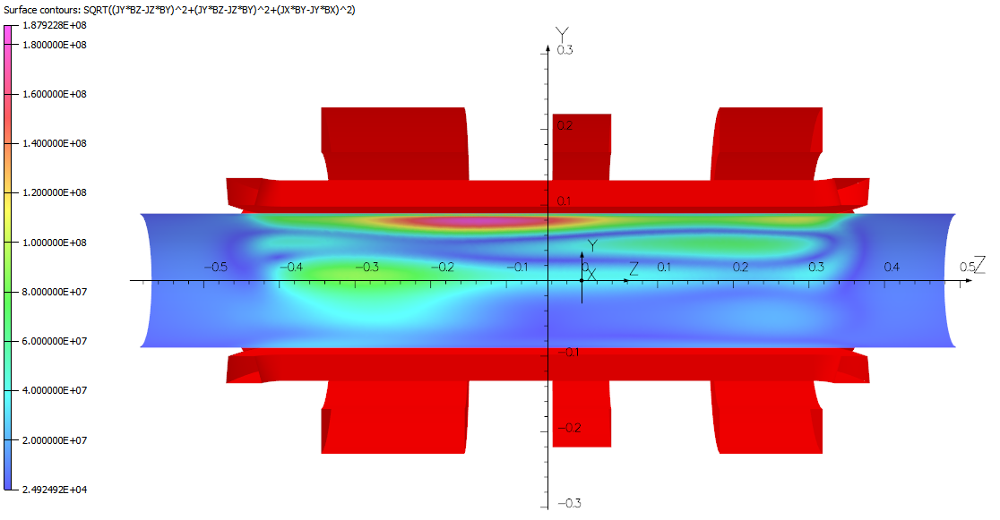 Surface contours: SQRT((JY*BZ-JZ*BY)^2+(JY*BZ-JZ*BY)^2+(JX*BY-JY*BX)^2)
1.879228E+08
1.800000E+08
1.600000E+08
1.400000E+08
1.200000E+08
1.000000E+08
8.000000E+07
6.000000E+07
4.000000E+07
2.000000E+07
2.492492E+04
Y
0.3
0.2
0.1
Y
-0.5 -0.4 -0.3 -0.2 -0.1 0. X Z 0.1 0.2 0.3 0.4 0.5 Z
-0.1
-0.2
-0.3